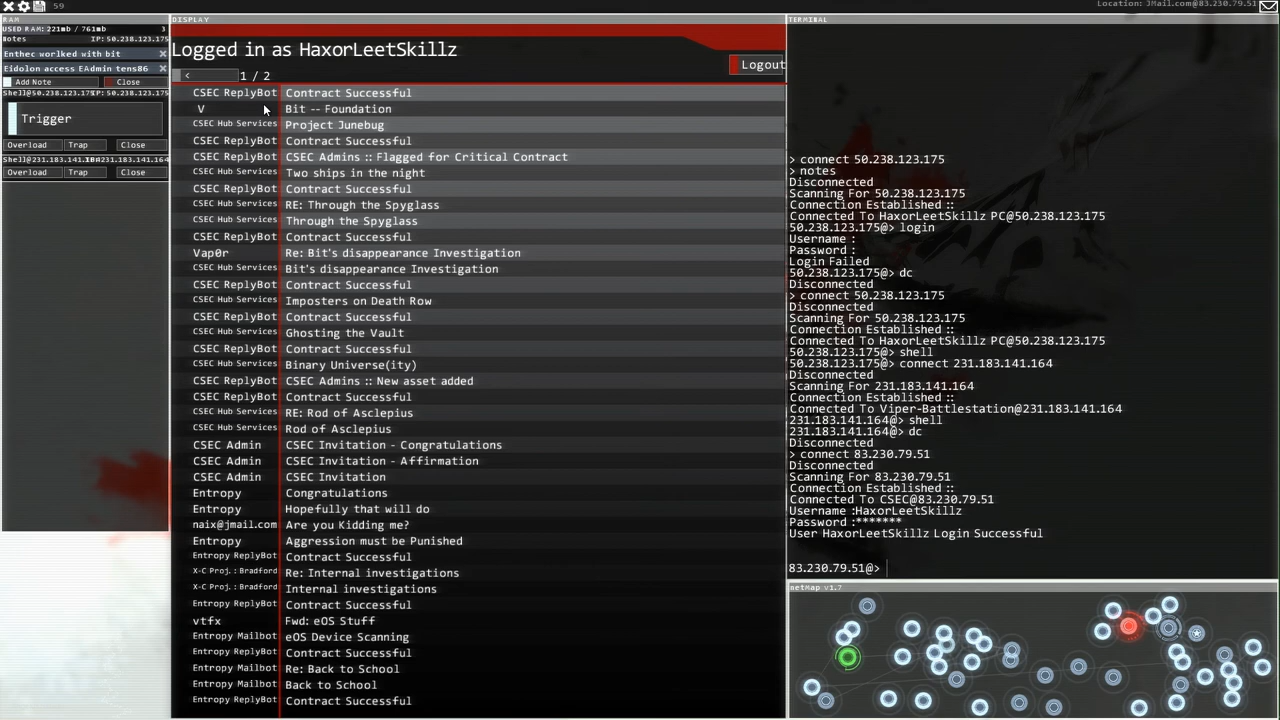 59
Location: JMail.com@83.230.79.51
RAM
USED RAM: 221mb / 761mb 3
Notes IP: 50.238.123.175
Enthec worlked with bit
Eidolon access EAdmin tens86
Add Note Close
Shell@50.238.123.175
Trigger
Overload Trap Close
Overload Trap Close
DISPLAY
Logged in as HaxorLeetSkillz
Logout
< 1 / 2
CSEC ReplyBot Contract Successful
V Bit -- Foundation
CSEC Hub Services Project Junebug
CSEC ReplyBot Contract Successful
CSEC ReplyBot CSEC Admins :: Flagged for Critical Contract
CSEC Hub Services Two ships in the night
CSEC ReplyBot Contract Successful
CSEC Hub Services RE: Through the Spyglass
CSEC Hub Services Through the Spyglass
CSEC ReplyBot Contract Successful
Vap0r Re: Bit's disappearance Investigation
CSEC Hub Services Bit's disappearance Investigation
CSEC ReplyBot Contract Successful
CSEC Hub Services Imposters on Death Row
CSEC ReplyBot Contract Successful
CSEC Hub Services Ghosting the Vault
CSEC ReplyBot Contract Successful
CSEC Hub Services Binary Universe(ity)
CSEC ReplyBot CSEC Admins :: New asset added
CSEC ReplyBot Contract Successful
CSEC Hub Services RE: Rod of Asclepius
CSEC Hub Services Rod of Asclepius
CSEC Admin CSEC Invitation - Congratulations
CSEC Admin CSEC Invitation - Affirmation
CSEC Admin CSEC Invitation
Entropy Congratulations
Entropy Hopefully that will do
naix@jmail.com Are you Kidding me?
Entropy Aggression must be Punished
Entropy ReplyBot Contract Successful
X-C Proj.: Bradford Re: Internal investigations
X-C Proj.: Bradford Internal investigations
Entropy ReplyBot Contract Successful
vtfx Fwd: eOS Stuff
Entropy Mailbot eOS Device Scanning
Entropy ReplyBot Contract Successful
Entropy Mailbot Re: Back to School
Entropy Mailbot Back to School
Entropy ReplyBot Contract Successful
TERMINAL
> connect 50.238.123.175
> notes
Disconnected
Scanning For 50.238.123.175
Connection Established ::
Connected To HaxorLeetSkillz PC@50.238.123.175
50.238.123.175@> login
Username :
Password :
Login Failed
50.238.123.175@> dc
Disconnected
> connect 50.238.123.175
Disconnected
Scanning For 50.238.123.175
Connection Established ::
Connected To HaxorLeetSkillz PC@50.238.123.175
50.238.123.175@> shell
50.238.123.175@> connect 231.183.141.164
Disconnected
Scanning For 231.183.141.164
Connection Established ::
Connected To Viper-Battlestation@231.183.141.164
231.183.141.164@> shell
231.183.141.164@> dc
Disconnected
> connect 83.230.79.51
Disconnected
Scanning For 83.230.79.51
Connection Established ::
Connected To CSEC@83.230.79.51
Username :HaxorLeetSkillz
Password :*******
User HaxorLeetSkillz Login Successful
83.230.79.51@>
netMap v1.7